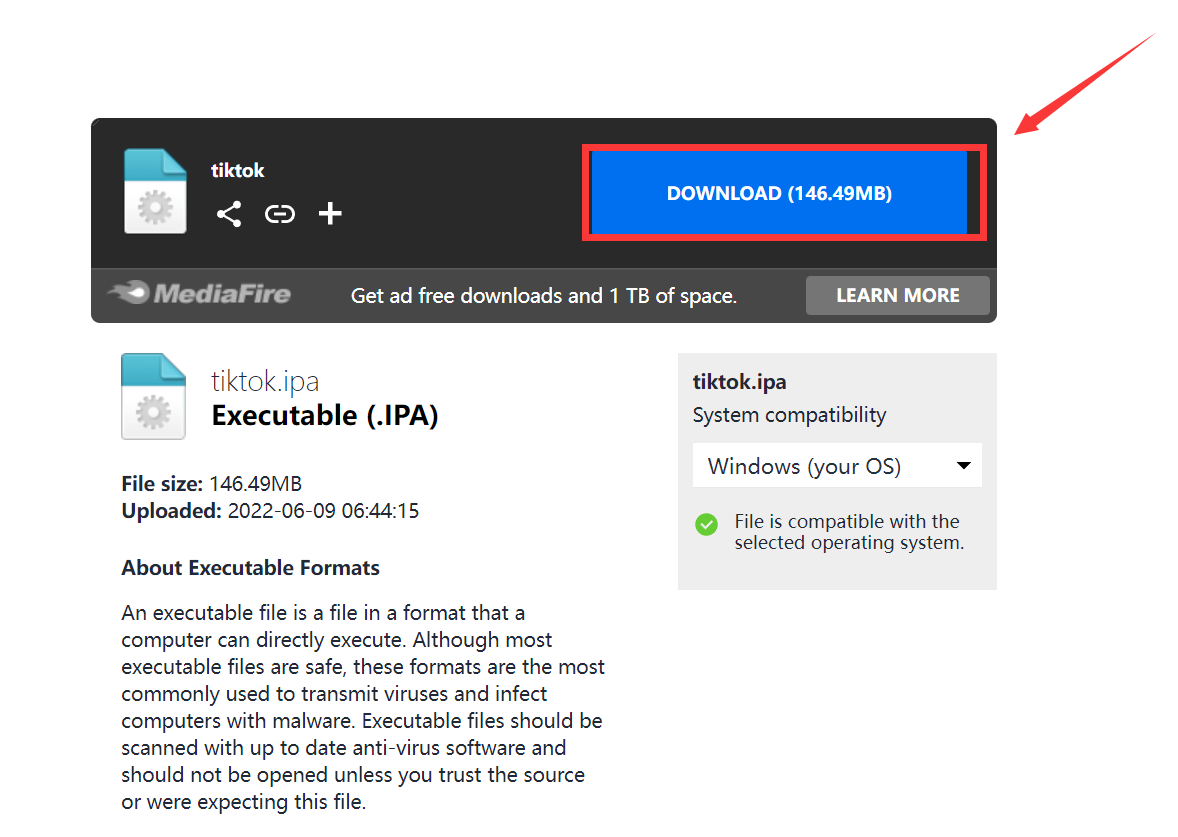 tiktok
DOWNLOAD (146.49MB)
MediaFire
Get ad free downloads and 1 TB of space.
LEARN MORE
tiktok.ipa
Executable (.IPA)
File size: 146.49MB
Uploaded: 2022-06-09 06:44:15
About Executable Formats
An executable file is a file in a format that a
computer can directly execute. Although most
executable files are safe, these formats are the most
commonly used to transmit viruses and infect
computers with malware. Executable files should be
scanned with up to date anti-virus software and
should not be opened unless you trust the source
or were expecting this file.
tiktok.ipa
System compatibility
Windows (your OS)
File is compatible with the
selected operating system.